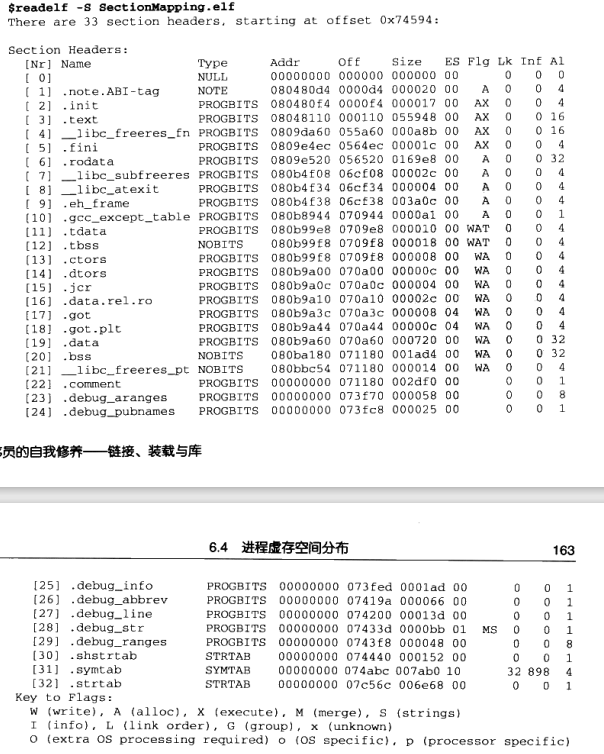 $readelf -S SectionMapping.elf
There are 33 section headers, starting at offset 0x74594:
Section Headers:
[Nr] Name Type Addr Off Size ES Flg Lk Inf Al
[ 0] NULL 00000000 000000 000000 00 0 0 0
[ 1] .note.ABI-tag NOTE 080480d4 0000d4 000020 00 A 0 0 4
[ 2] .init PROGBITS 080480f4 0000f4 000017 00 AX 0 0 4
[ 3] .text PROGBITS 08048110 000110 055948 00 AX 0 0 16
[ 4] __libc_freeres_fn PROGBITS 0809da60 055a60 000a8b 00 AX 0 0 16
[ 5] .fini PROGBITS 0809e4ec 0564ec 00001c 00 AX 0 0 4
[ 6] .rodata PROGBITS 0809e520 056520 0169e8 00 A 0 0 32
[ 7] __libc_subfreeres PROGBITS 080b4f08 06cf08 00002c 00 A 0 0 4
[ 8] __libc_atexit PROGBITS 080b4f34 06cf34 000004 00 A 0 0 4
[ 9] .eh_frame PROGBITS 080b4f38 06cf38 003a0c 00 A 0 0 4
[10] .gcc_except_table PROGBITS 080b8944 070944 0000a1 00 A 0 0 1
[11] .tdata PROGBITS 080b99e8 0709e8 000010 00 WAT 0 0 4
[12] .tbss NOBITS 080b99f8 0709f8 000018 00 WAT 0 0 4
[13] .ctors PROGBITS 080b99f8 0709f8 000008 00 WA 0 0 4
[14] .dtors PROGBITS 080b9a00 070a00 00000c 00 WA 0 0 4
[15] .jcr PROGBITS 080b9a0c 070a0c 000004 00 WA 0 0 4
[16] .data.rel.ro PROGBITS 080b9a10 070a10 00002c 00 WA 0 0 4
[17] .got PROGBITS 080b9a3c 070a3c 000008 04 WA 0 0 4
[18] .got.plt PROGBITS 080b9a44 070a44 00000c 04 WA 0 0 4
[19] .data PROGBITS 080b9a60 070a60 000720 00 WA 0 0 32
[20] .bss NOBITS 080ba180 071180 001ad4 00 WA 0 0 32
[21] __libc_freeres_pt NOBITS 080bbc54 071180 000014 00 WA 0 0 4
[22] .comment PROGBITS 00000000 071180 002df0 00 0 0 1
[23] .debug_aranges PROGBITS 00000000 073f70 000058 00 0 0 8
[24] .debug_pubnames PROGBITS 00000000 073fc8 000025 00 0 0 1
员的自我修养——链接、装载与库
6.4 进程虚存空间分布 163
[25] .debug_info PROGBITS 00000000 073fed 0001ad 00 0 0 1
[26] .debug_abbrev PROGBITS 00000000 07419a 000066 00 0 0 1
[27] .debug_line PROGBITS 00000000 074200 00013d 00 0 0 1
[28] .debug_str PROGBITS 00000000 07433d 0000bb 01 MS 0 0 1
[29] .debug_ranges PROGBITS 00000000 0743f8 000048 00 0 0 8
[30] .shstrtab STRTAB 00000000 074440 000152 00 0 0 1
[31] .symtab SYMTAB 00000000 074abc 007ab0 10 32 898 4
[32] .strtab STRTAB 00000000 07c56c 006e68 00 0 0 1
Key to Flags:
W (write), A (alloc), X (execute), M (merge), S (strings)
I (info), L (link order), G (group), x (unknown)
O (extra OS processing required) o (OS specific), p (processor specific)